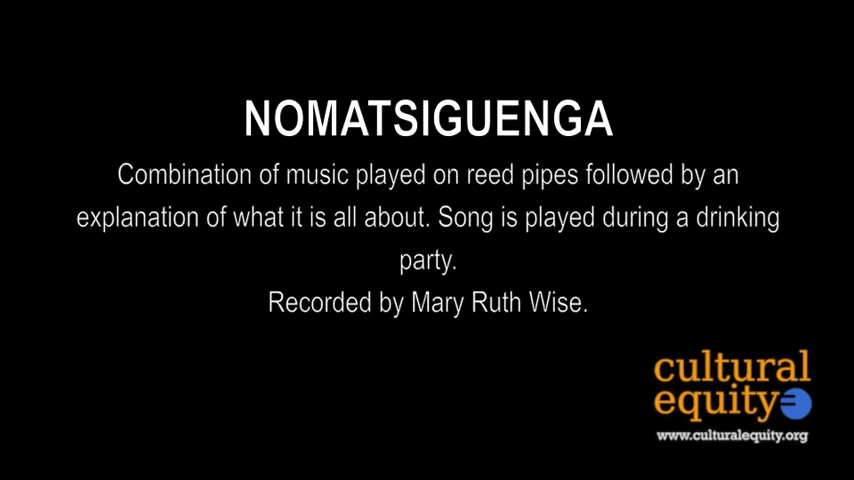 NOMATSIGUENGA
Combination of music played on reed pipes followed by an
explanation of what it is all about. Song is played during a drinking
party.
Recorded by Mary Ruth Wise.
cultural
equity
www.culturalequity.org